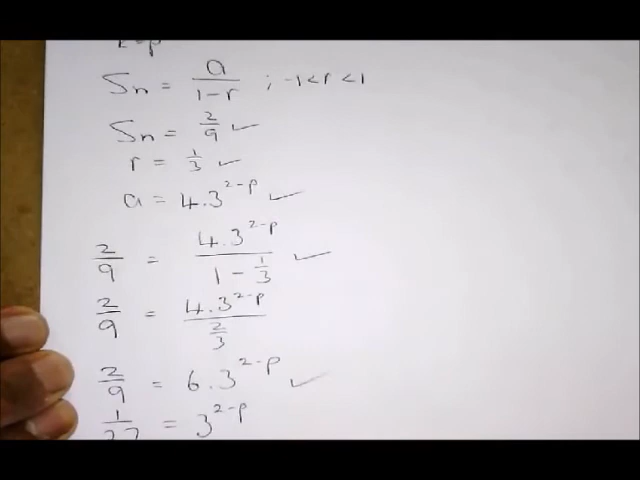 Sn = a/(1-r) ; -1<r<1
Sn = 2/9 ✓
r = 1/3 ✓
a = 4.3^(2-p) ✓
2/9 = 4.3^(2-p)/(1 - 1/3) ✓
2/9 = 4.3^(2-p)/(2/3)
2/9 = 6.3^(2-p) ✓
1/27 = 3^(2-p)